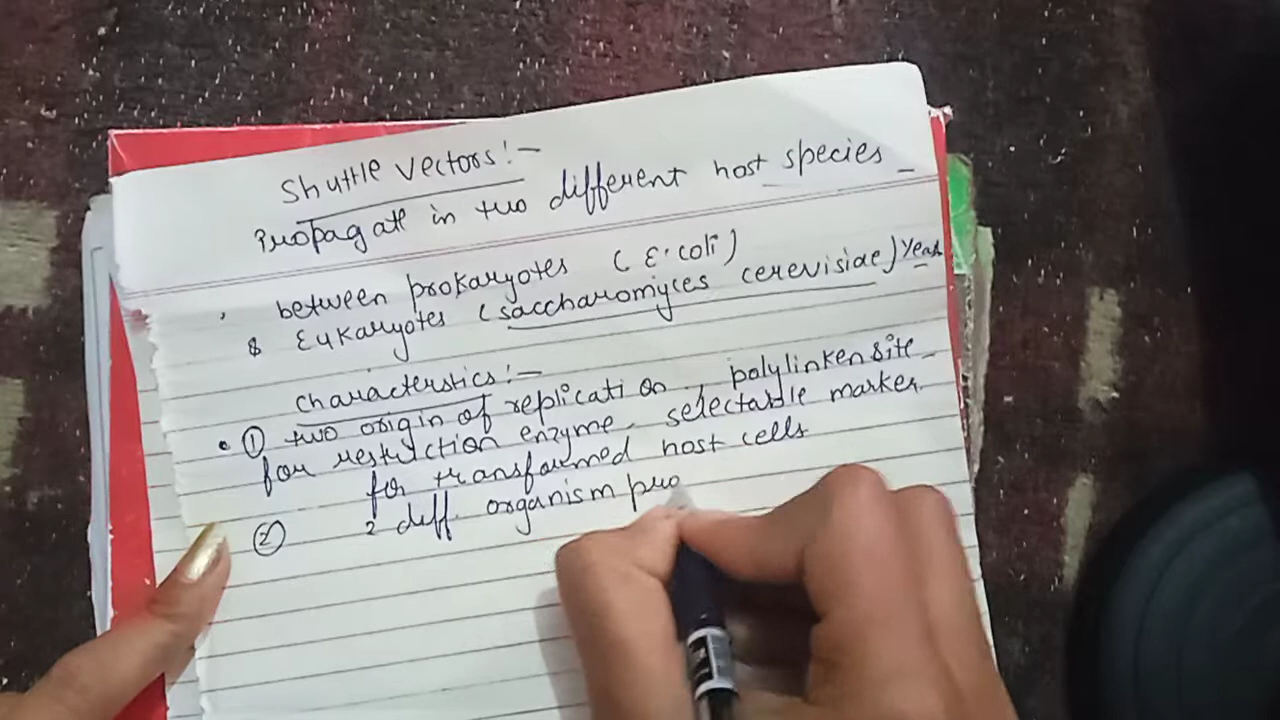 Shuttle Vectors:-
Propagate in two different host species
between prokaryotes (E. coli)
& Eukaryotes (saccharomyces cerevisiae) Yeast
characterstics:-
① two origin of replication, polylinker site
for restriction enzyme, selectable marker
for transformed host cells
② 2 diff. organism pro